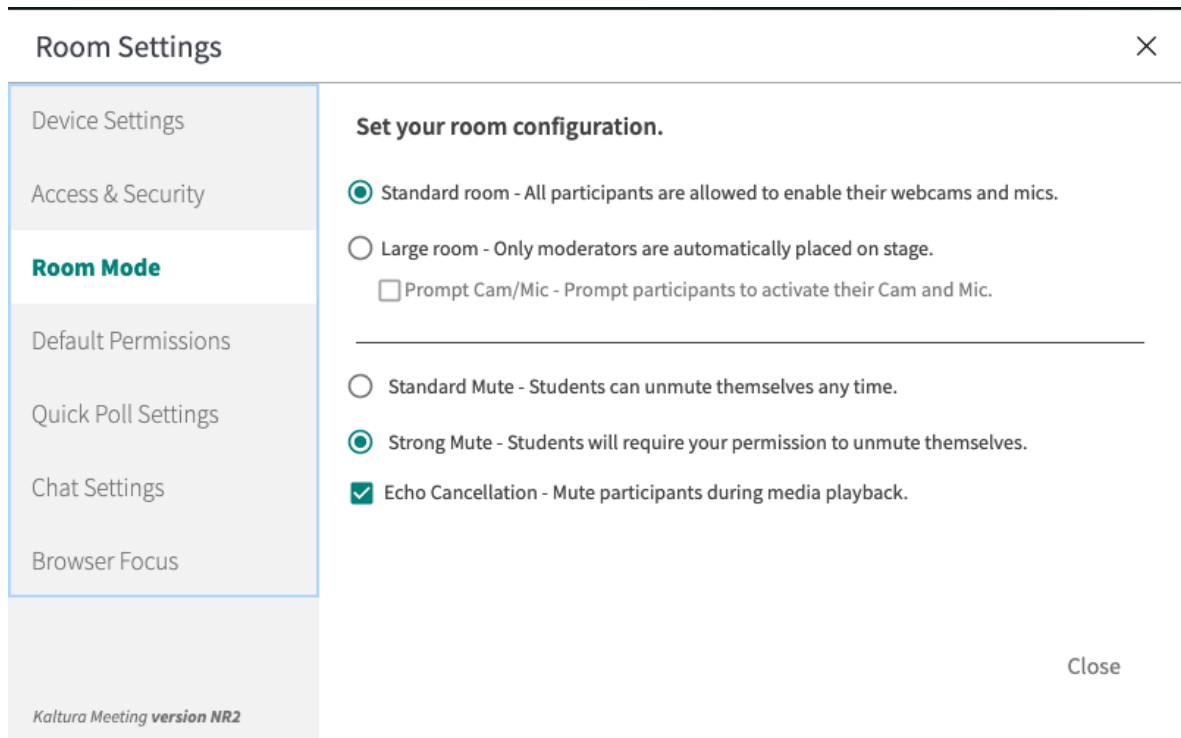 Room Settings
Device Settings
Access & Security
Room Mode
Default Permissions
Quick Poll Settings
Chat Settings
Browser Focus
Kaltura Meeting version NR2
Set your room configuration.
Standard room - All participants are allowed to enable their webcams and mics.
Large room - Only moderators are automatically placed on stage.
Prompt Cam/Mic - Prompt participants to activate their Cam and Mic.
Standard Mute - Students can unmute themselves any time.
Strong Mute - Students will require your permission to unmute themselves.
Echo Cancellation - Mute participants during media playback.
Close